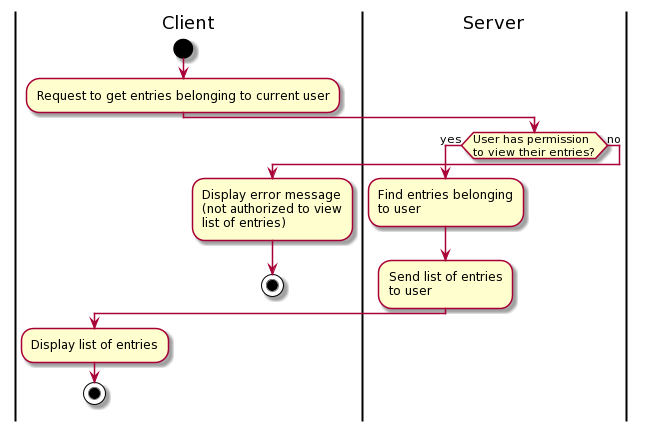 Client
Server
Request to get entries belonging to current user
yes
User has permission
to view their entries?
no
Display error message
(not authorized to view
list of entries)
Find entries belonging
to user
Send list of entries
to user
Display list of entries